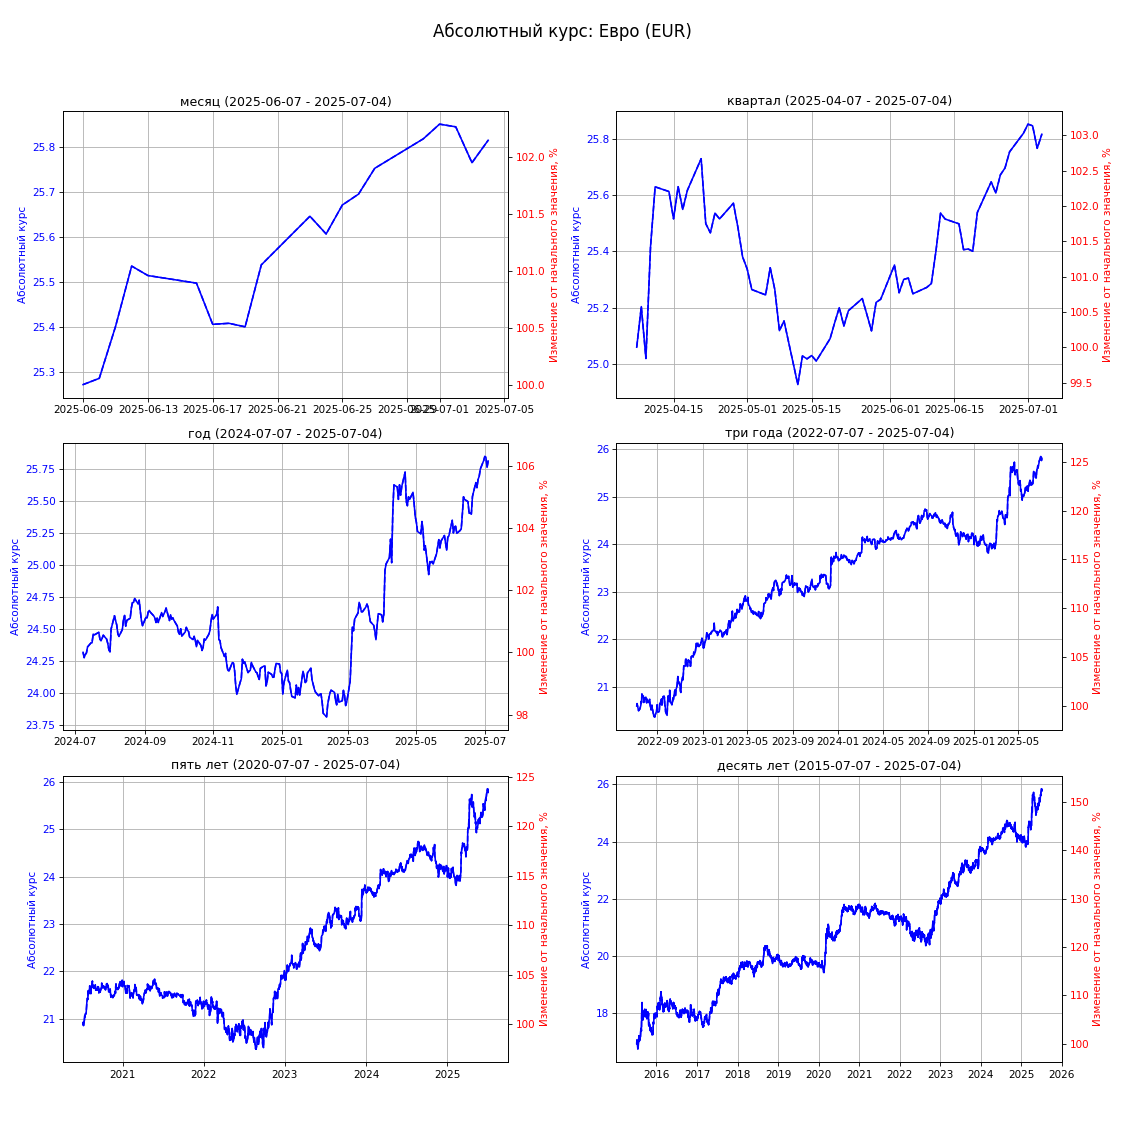 Абсолютный курс: Евро (EUR)
месяц (2025-06-07 - 2025-07-04)
Абсолютный курс
25.8
25.7
25.6
25.5
25.4
25.3
102.0
101.5
101.0
100.5
100.0
Изменение от начального значения, %
2025-06-09 2025-06-13 2025-06-17 2025-06-21 2025-06-25 2025-06-29 2025-07-01 2025-07-05
квартал (2025-04-07 - 2025-07-04)
Абсолютный курс
25.8
25.6
25.4
25.2
25.0
103.0
102.5
102.0
101.5
101.0
100.5
100.0
99.5
Изменение от начального значения, %
2025-04-15 2025-05-01 2025-05-15 2025-06-01 2025-06-15 2025-07-01
год (2024-07-07 - 2025-07-04)
Абсолютный курс
25.75
25.50
25.25
25.00
24.75
24.50
24.25
24.00
23.75
106
104
102
100
98
Изменение от начального значения, %
2024-07 2024-09 2024-11 2025-01 2025-03 2025-05 2025-07
три года (2022-07-07 - 2025-07-04)
Абсолютный курс
26
25
24
23
22
21
125
120
115
110
105
100
Изменение от начального значения, %
2022-09 2023-01 2023-05 2023-09 2024-01 2024-05 2024-09 2025-01 2025-05
пять лет (2020-07-07 - 2025-07-04)
Абсолютный курс
26
25
24
23
22
21
125
120
115
110
105
100
Изменение от начального значения, %
2021 2022 2023 2024 2025
десять лет (2015-07-07 - 2025-07-04)
Абсолютный курс
26
24
22
20
18
150
140
130
120
110
100
Изменение от начального значения, %
2016 2017 2018 2019 2020 2021 2022 2023 2024 2025 2026